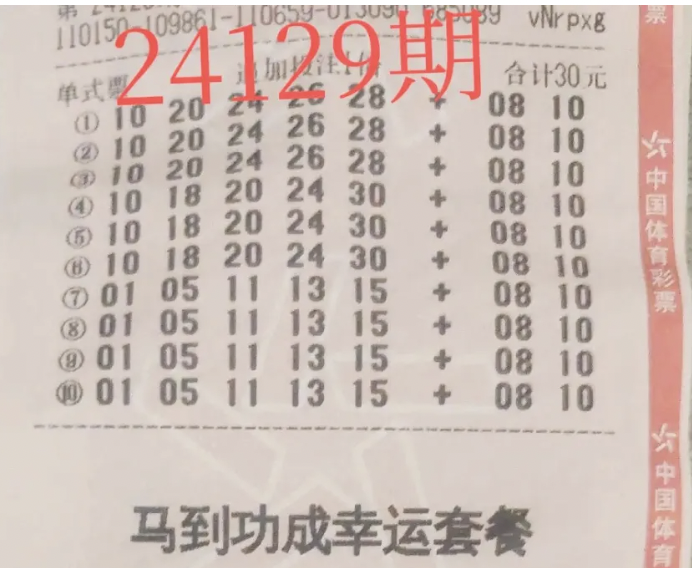 110150-109861-110659-013090 685089 vNrpxg
24129期
单式票 追加投注1倍 合计30元
① 10 20 24 26 28 + 08 10
② 10 20 24 26 28 + 08 10
③ 10 20 24 26 28 + 08 10
④ 10 18 20 24 30 + 08 10
⑤ 10 18 20 24 30 + 08 10
⑥ 10 18 20 24 30 + 08 10
⑦ 01 05 11 13 15 + 08 10
⑧ 01 05 11 13 15 + 08 10
⑨ 01 05 11 13 15 + 08 10
⑩ 01 05 11 13 15 + 08 10
马到功成幸运套餐
票
中国体育彩票
中国体育